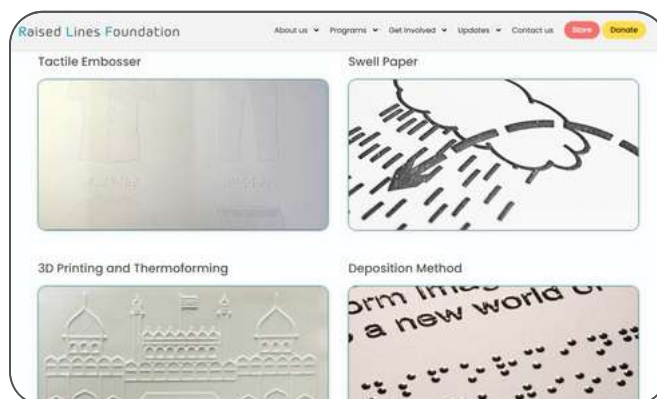 Raised Lines Foundation
About us Programs Get Involved Updates Contact us Store Donate
Tactile Embosser
Swell Paper
3D Printing and Thermoforming
Deposition Method
a new world